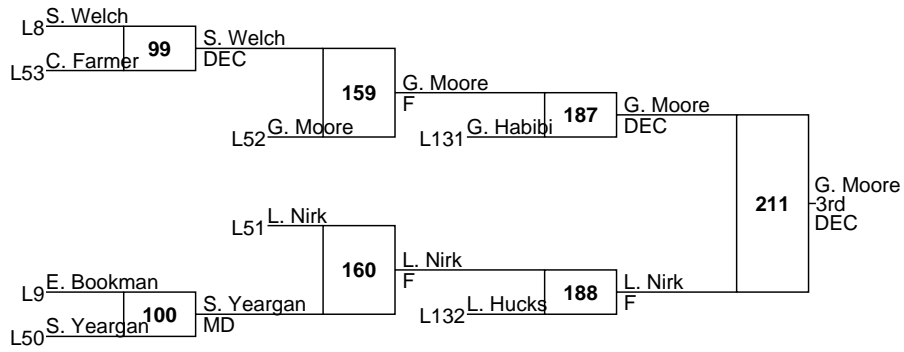 L8 S. Welch
99
L53 C. Farmer
S. Welch
DEC
159
L52 G. Moore
G. Moore
F
187
L131 G. Habibi
G. Moore
DEC
211
G. Moore
3rd
DEC
L51 L. Nirk
160
L9 E. Bookman
100
L50 S. Yeargan
S. Yeargan
MD
L. Nirk
F
188
L132 L. Hucks
L. Nirk
F